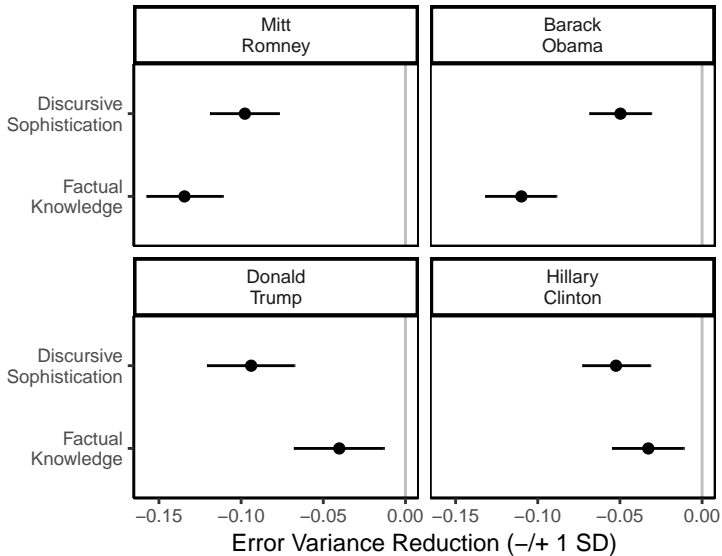 Mitt
Romney
Barack
Obama
Discursive
Sophistication
Factual
Knowledge
Donald
Trump
Hillary
Clinton
Discursive
Sophistication
Factual
Knowledge
−0.15 −0.10 −0.05 0.00 −0.15 −0.10 −0.05 0.00
Error Variance Reduction (−/+ 1 SD)